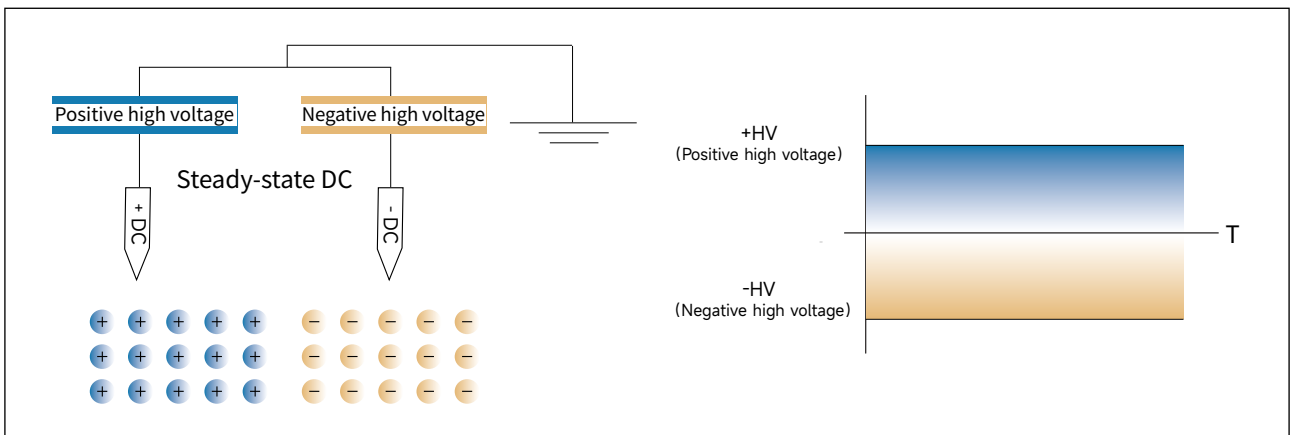 Positive high voltage
Negative high voltage
Steady-state DC
+ DC
- DC
+ + + + +
− − − − −
+ + + + +
− − − − −
+ + + + +
− − − − −
+HV
(Positive high voltage)
T
-HV
(Negative high voltage)